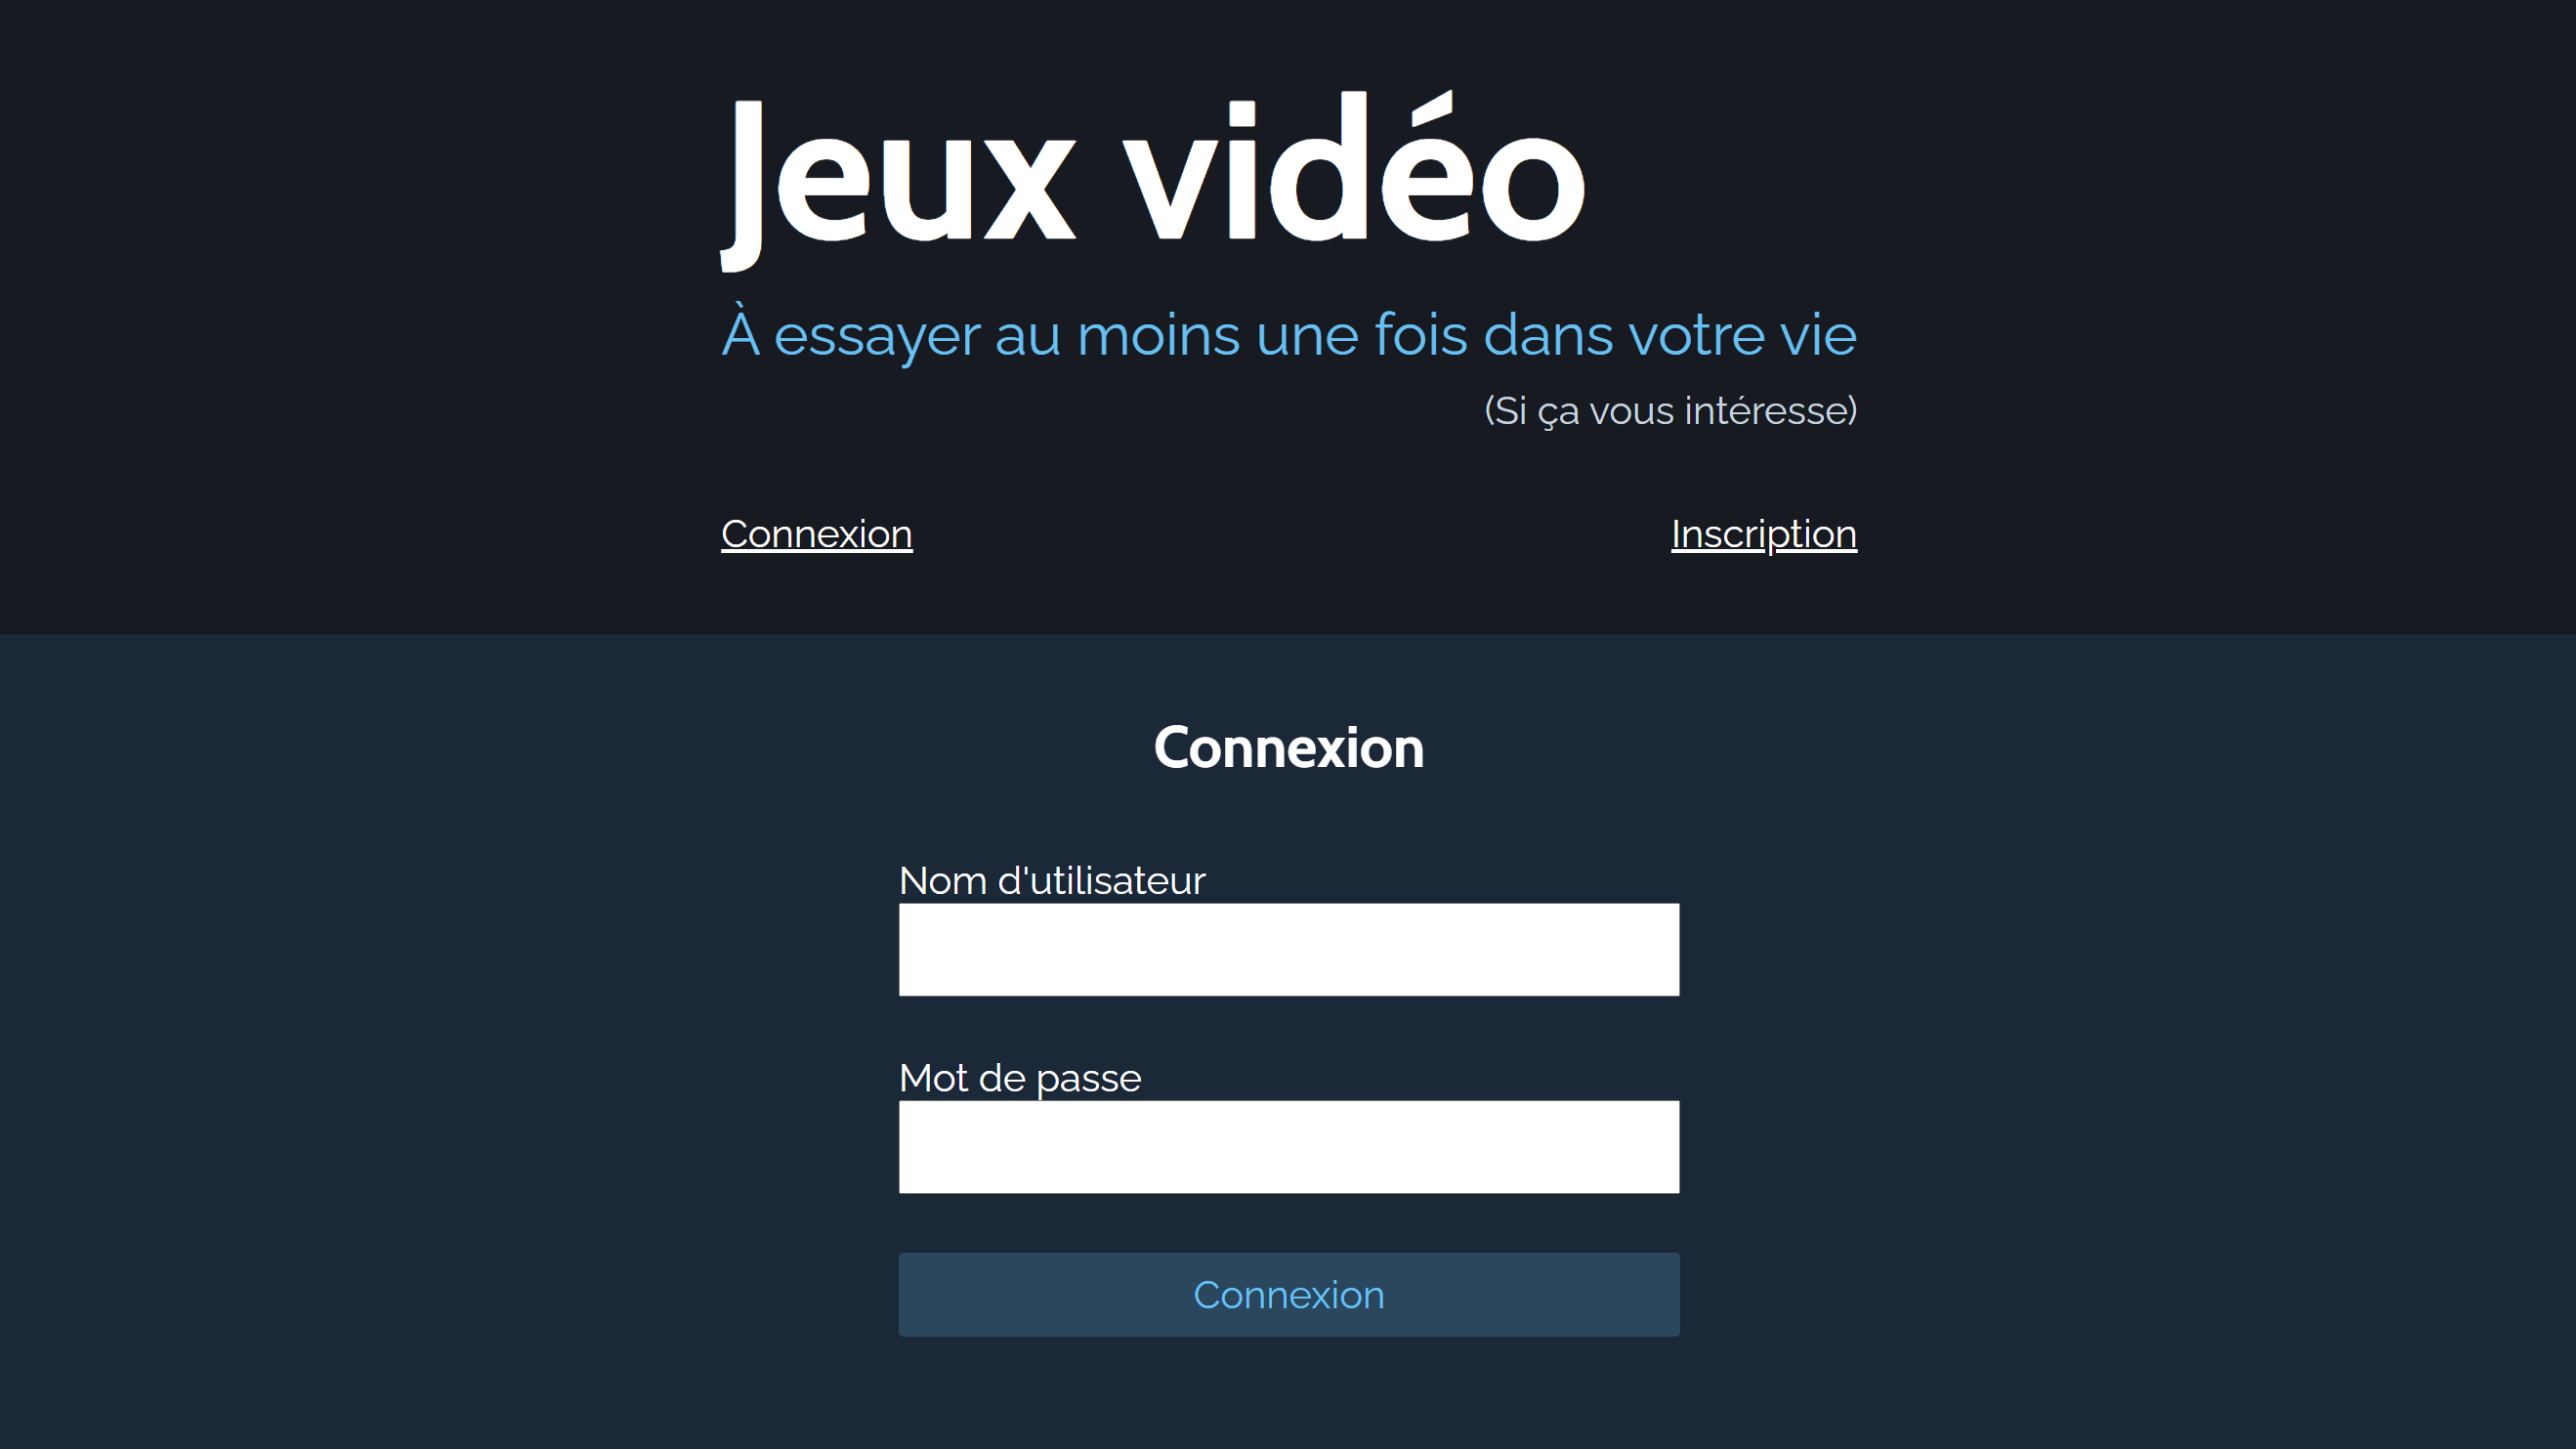 Jeux vidéo
À essayer au moins une fois dans votre vie
(Si ça vous intéresse)
Connexion
Inscription
Connexion
Nom d'utilisateur
Mot de passe
Connexion